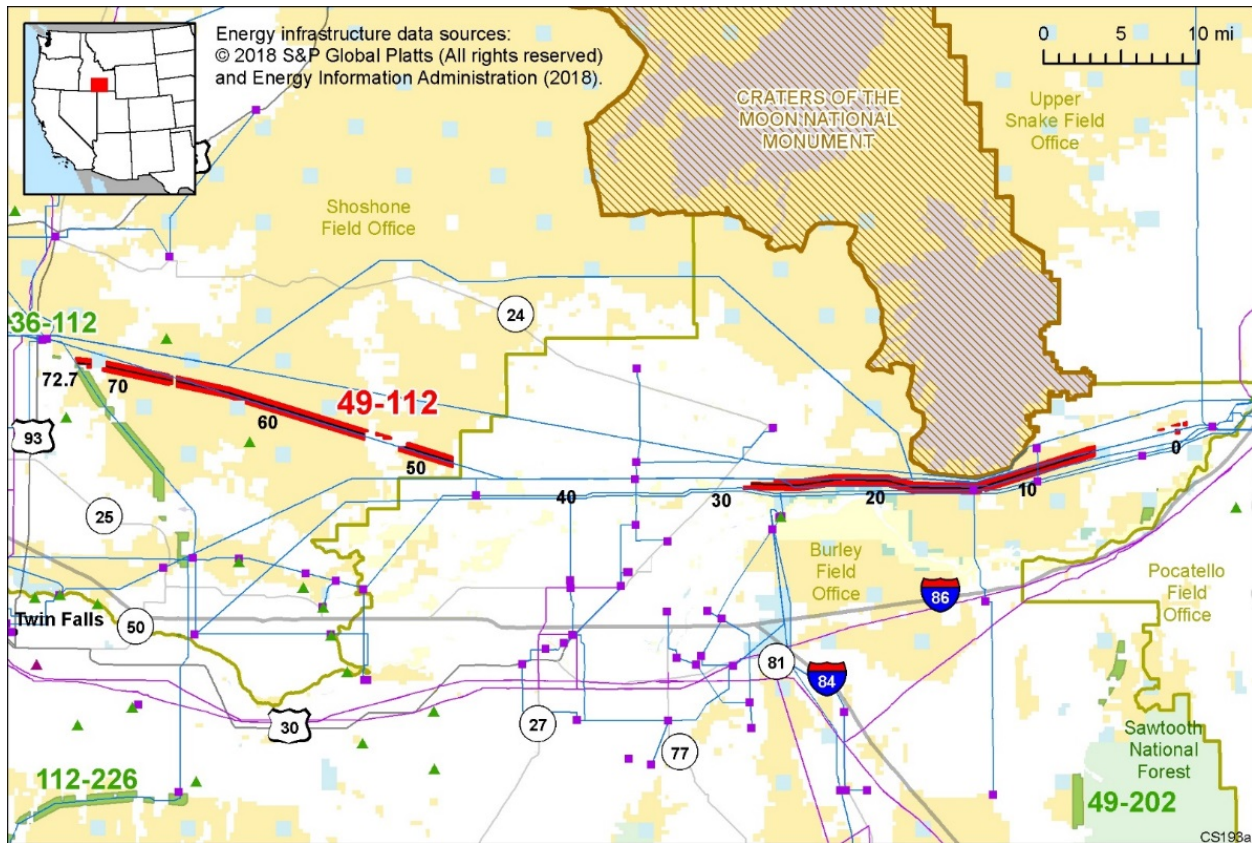 Energy infrastructure data sources:
© 2018 S&P Global Platts (All rights reserved)
and Energy Information Administration (2018).
0 5 10 mi
CRATERS OF THE
MOON NATIONAL
MONUMENT
Upper
Snake Field
Office
Shoshone
Field Office
24
36-112
72.7
70
49-112
60
93
50
0
10
20
30
40
25
Burley
Field
Office
Pocatello
Field
Office
86
Twin Falls
50
81
84
30
27
77
Sawtooth
National
Forest
112-226
49-202
CS193a